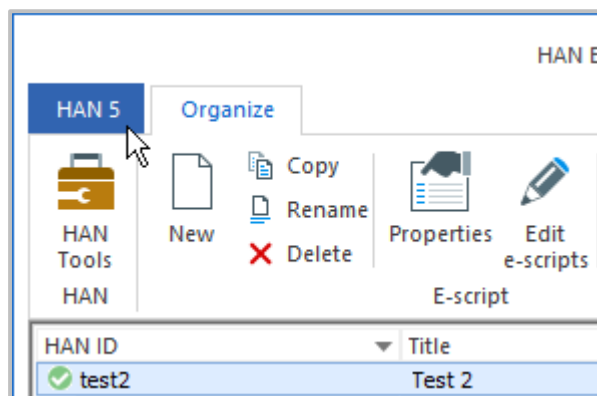 HAN E
HAN 5 Organize
HAN Tools
New
Copy
Rename
Delete
Properties
Edit e-scripts
HAN
E-script
HAN ID Title
test2 Test 2